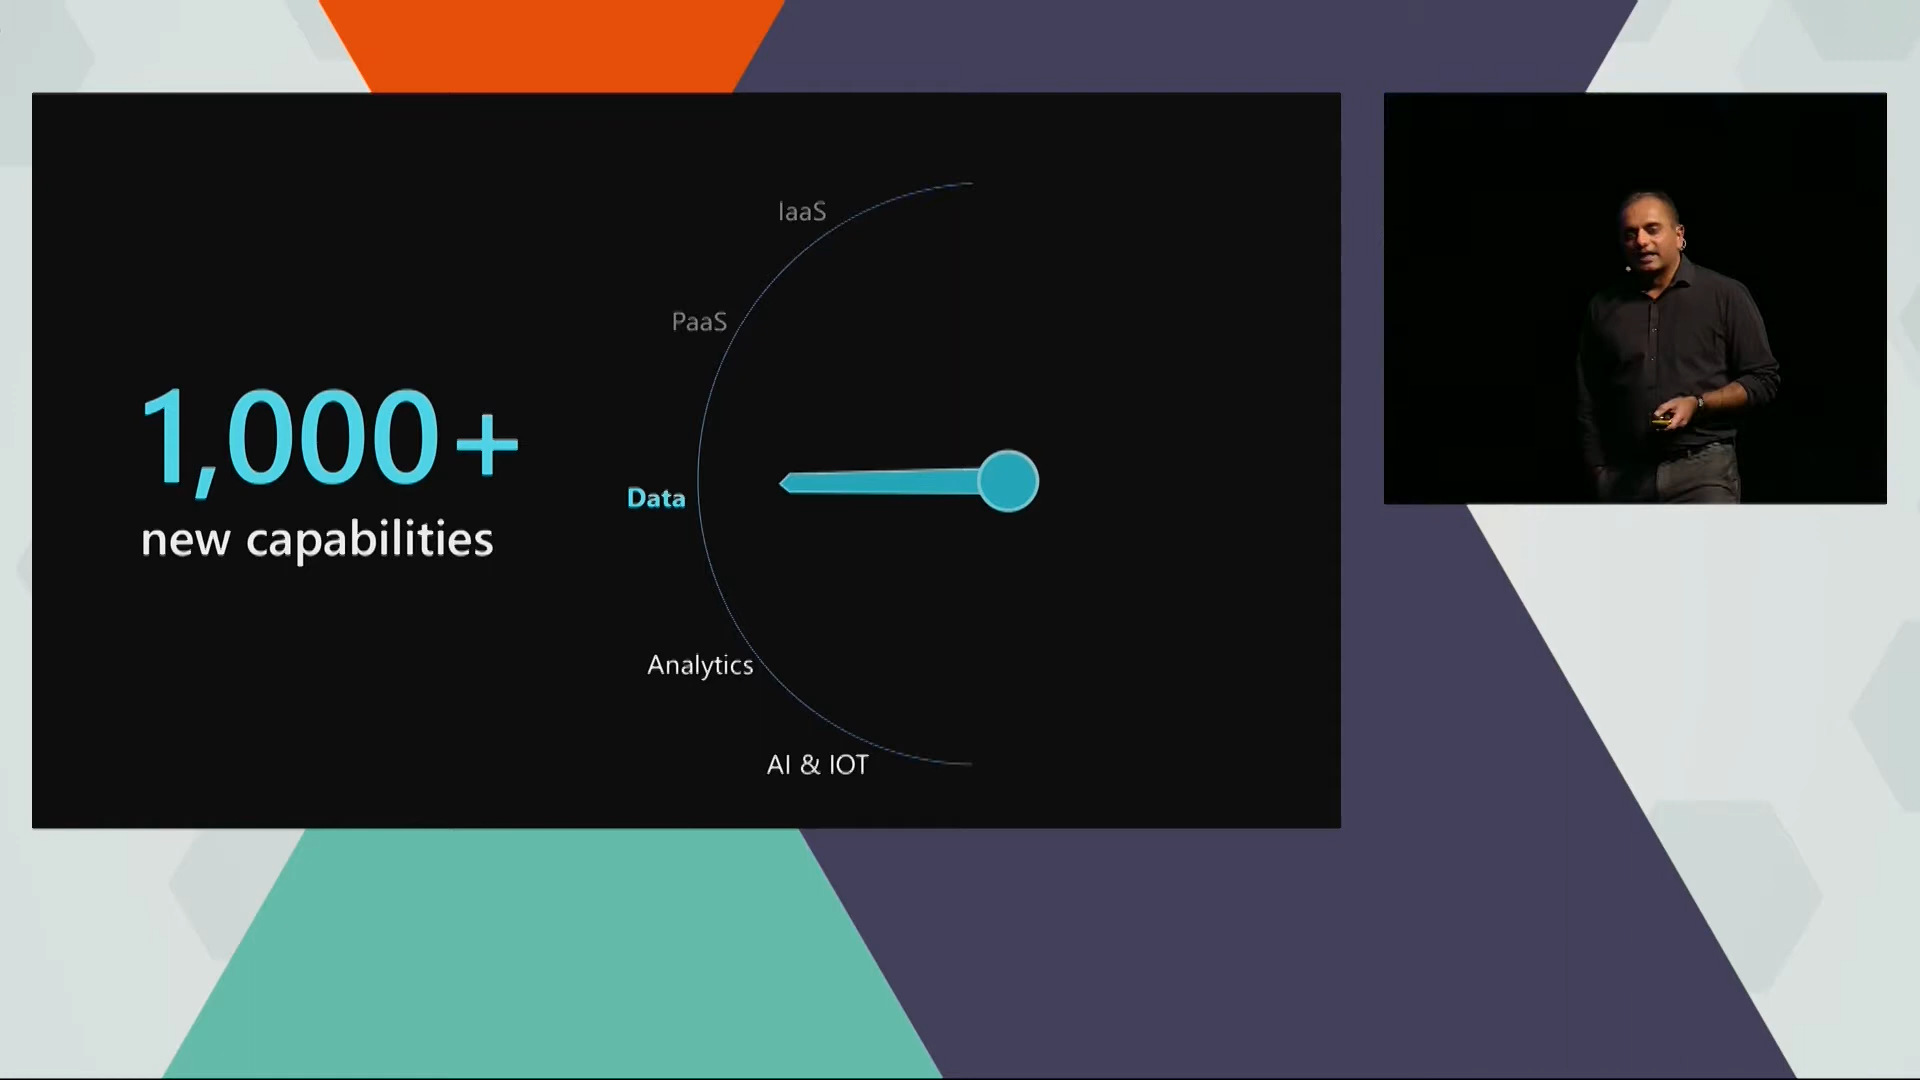 1,000+
new capabilities
IaaS
PaaS
Data
Analytics
AI & IOT